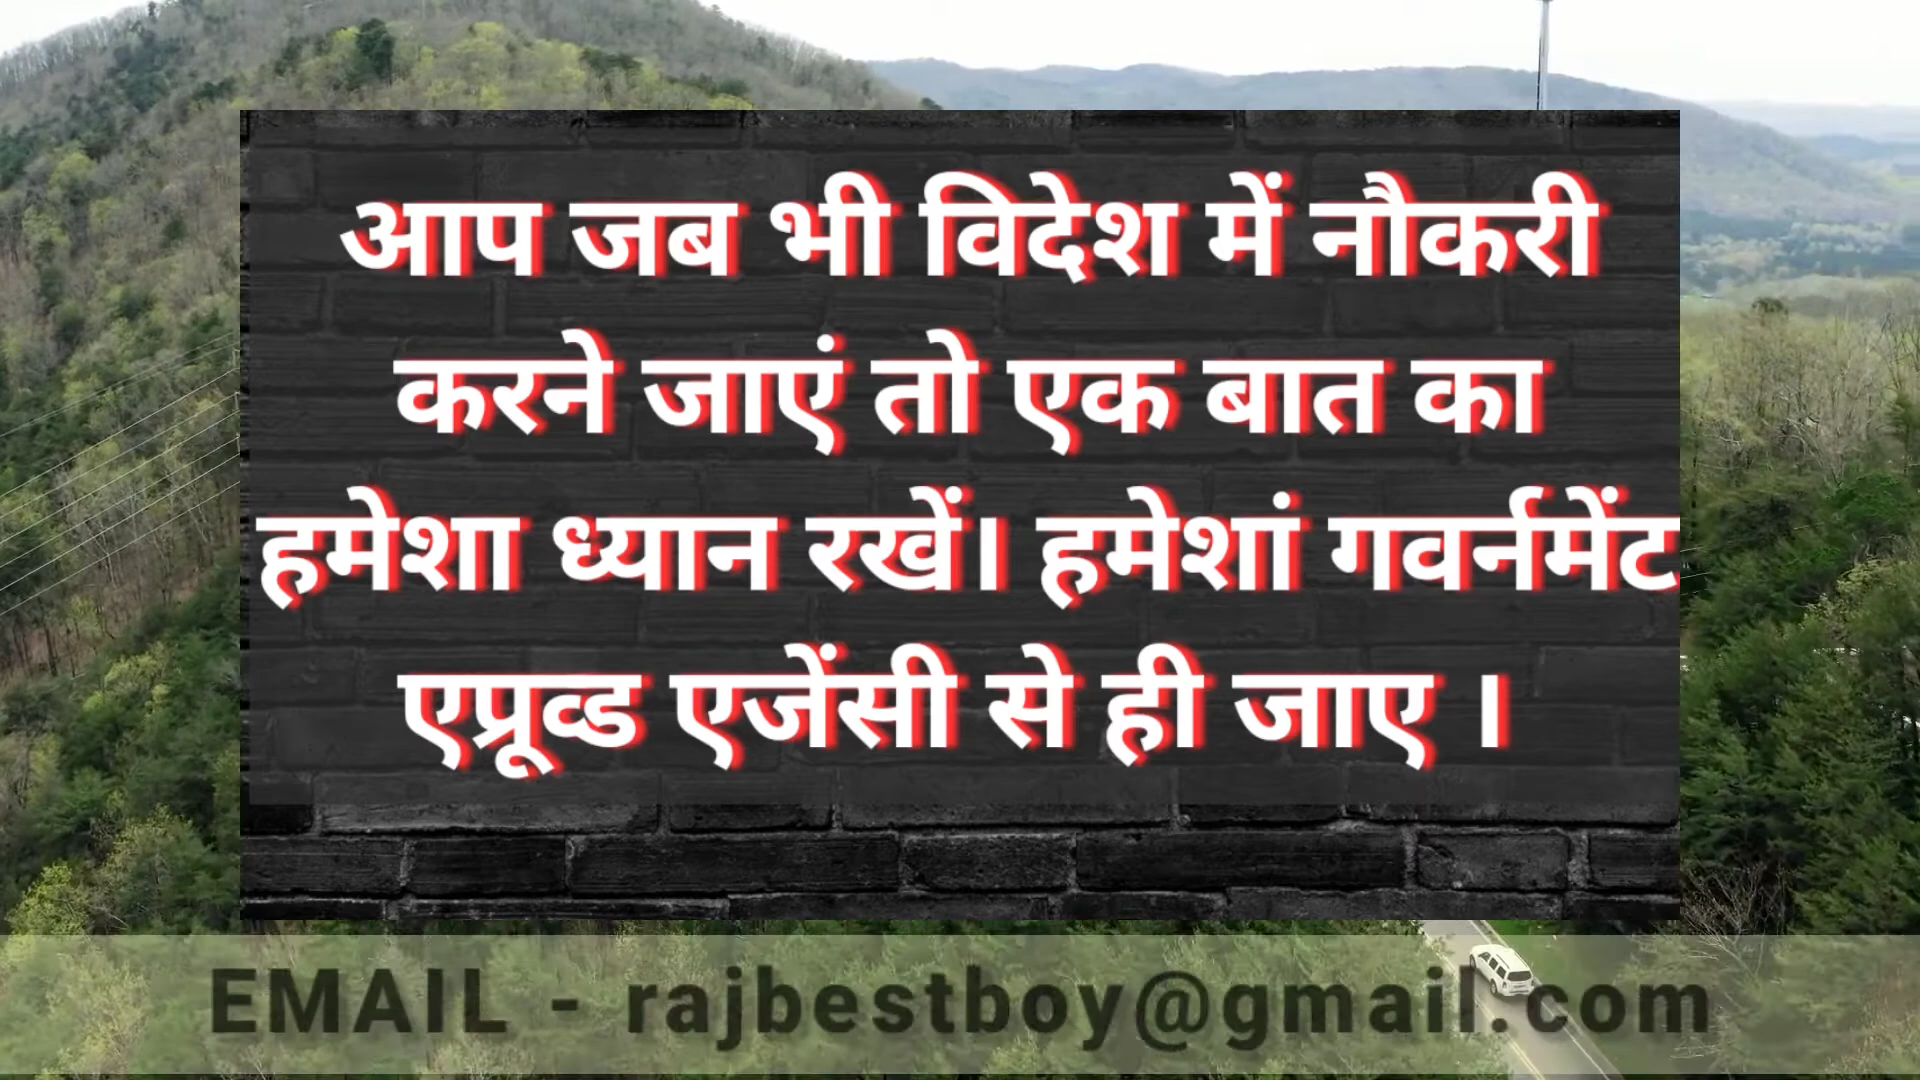 आप जब भी विदेश में नौकरी
करने जाएं तो एक बात का
हमेशा ध्यान रखें। हमेशां गवर्नमेंट
एप्रूव्ड एजेंसी से ही जाए ।
EMAIL - rajbestboy@gmail.com